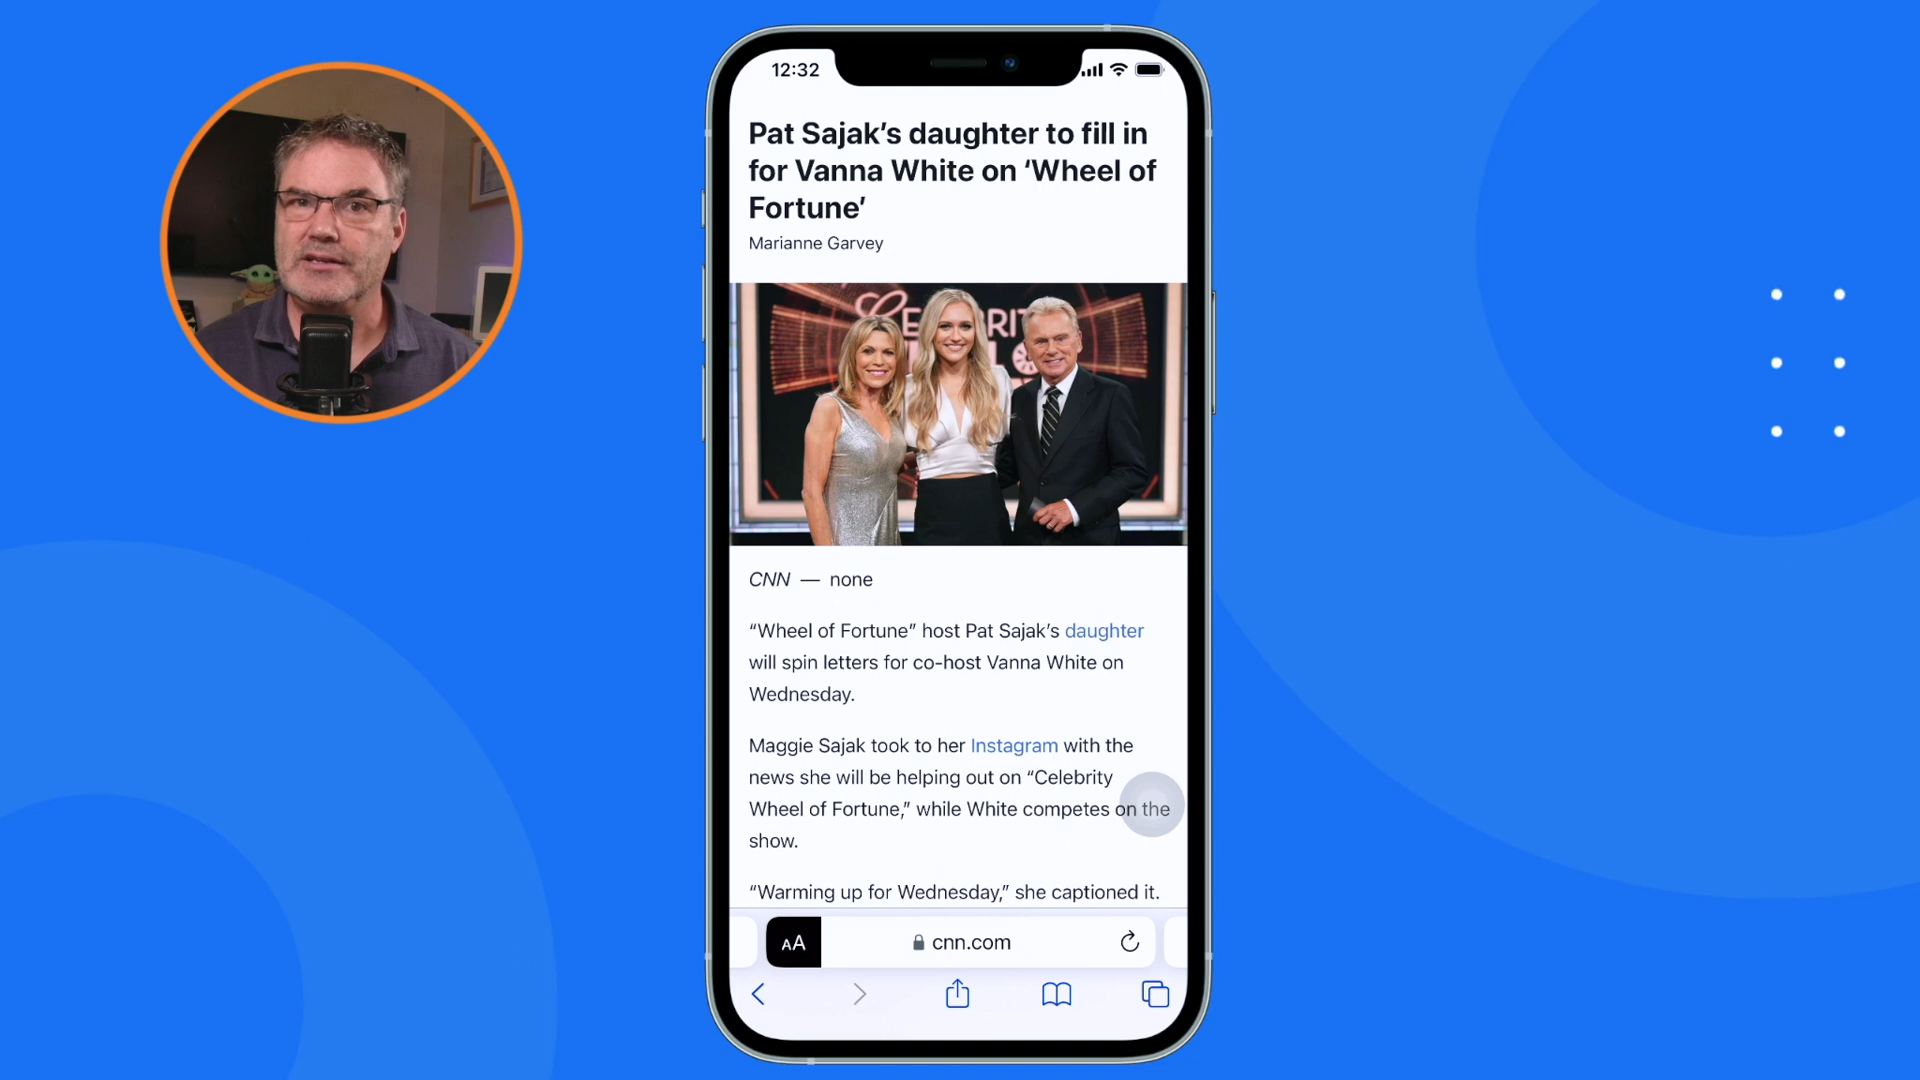 12:32
Pat Sajak’s daughter to fill in
for Vanna White on ‘Wheel of
Fortune’
Marianne Garvey
CNN — none
“Wheel of Fortune” host Pat Sajak’s daughter
will spin letters for co-host Vanna White on
Wednesday.
Maggie Sajak took to her Instagram with the
news she will be helping out on “Celebrity
Wheel of Fortune,” while White competes on the
show.
“Warming up for Wednesday,” she captioned it.
AA
cnn.com